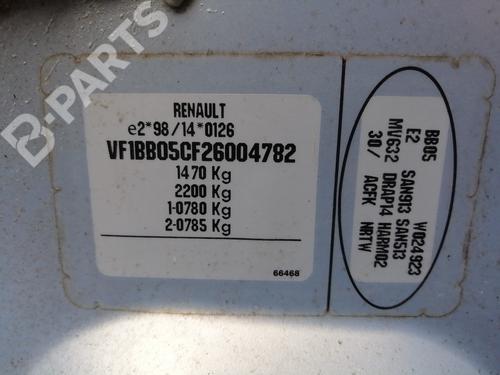 B-PARTS
RENAULT
e2*98/14*0126
VF1BB05CF26004782
1470 Kg
2200 Kg
1-0780 Kg
2-0785 Kg
66468
BB05 W024923
E2 SAN913 SAN513
MV632 DRAP14 HARM02
30/ ACFK NRTW